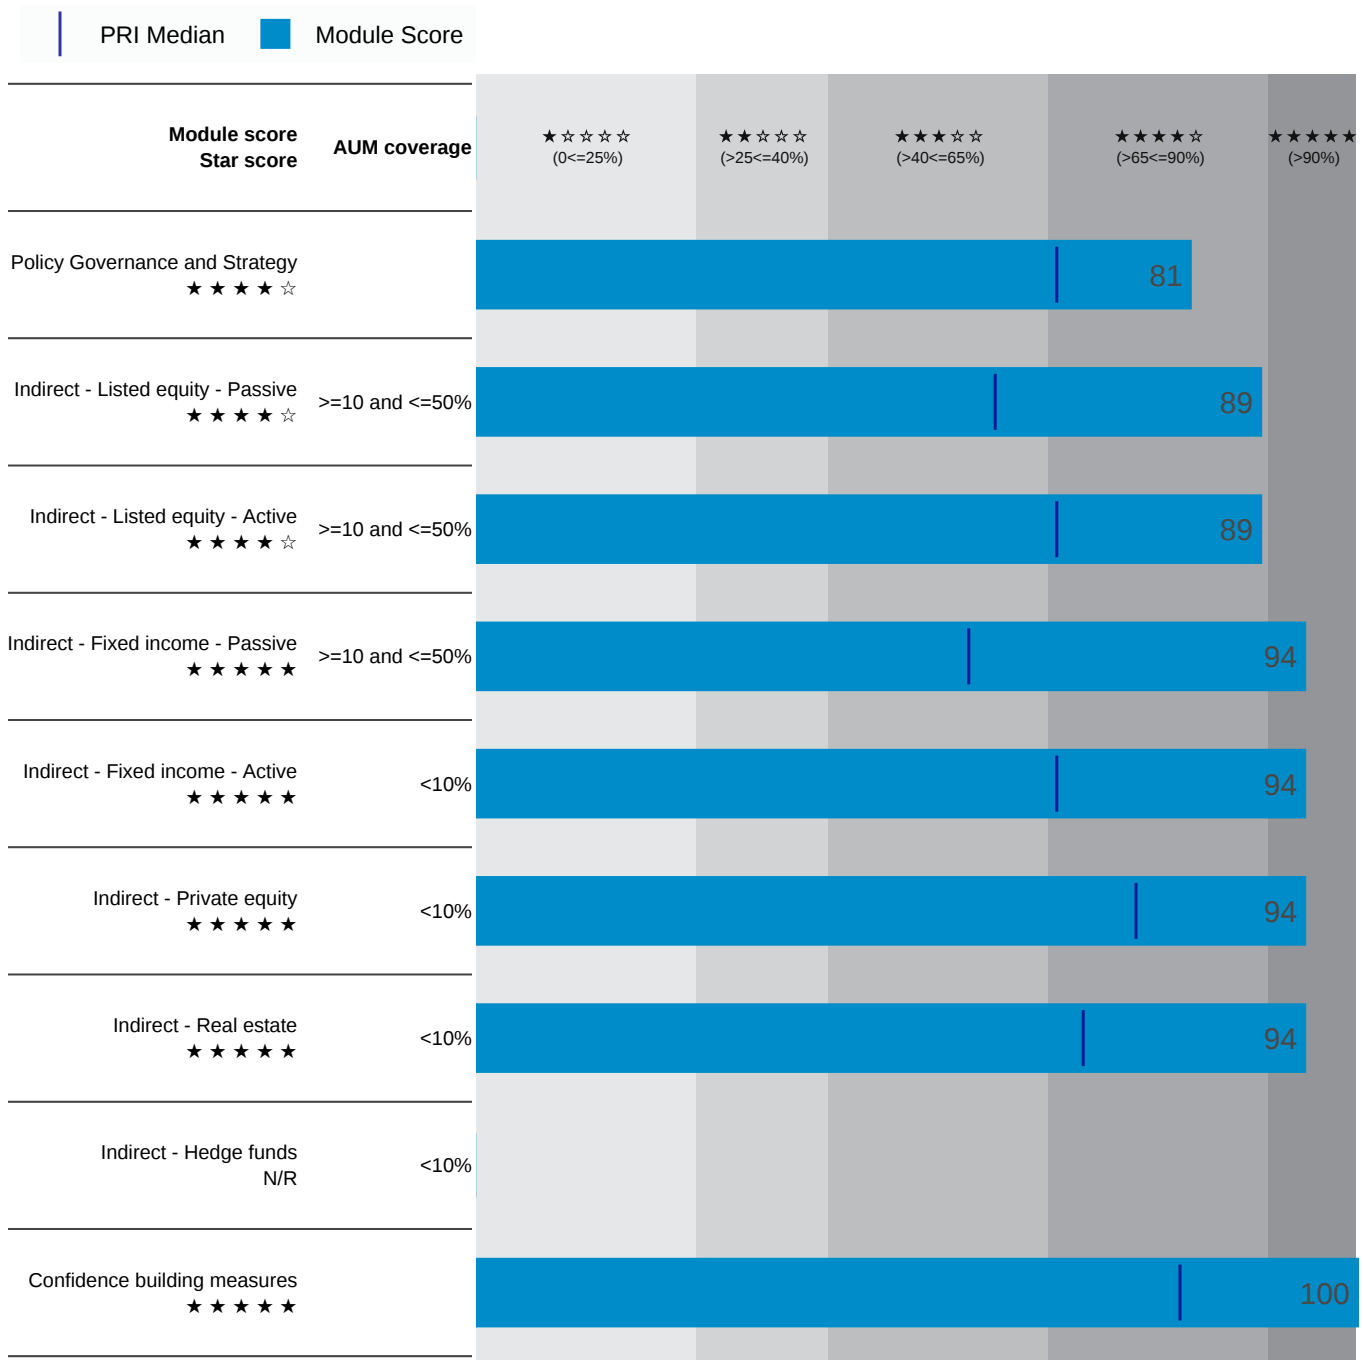 PRI Median
Module Score
Module score
Star score
AUM coverage
★☆☆☆☆
(0<=25%)
★★☆☆☆
(>25<=40%)
★★★☆☆
(>40<=65%)
★★★★☆
(>65<=90%)
★★★★★
(>90%)
Policy Governance and Strategy
★★★★☆
81
Indirect - Listed equity - Passive
★★★★☆
>=10 and <=50%
89
Indirect - Listed equity - Active
★★★★☆
>=10 and <=50%
89
Indirect - Fixed income - Passive
★★★★★
>=10 and <=50%
94
Indirect - Fixed income - Active
★★★★★
<10%
94
Indirect - Private equity
★★★★★
<10%
94
Indirect - Real estate
★★★★★
<10%
94
Indirect - Hedge funds
N/R
<10%
Confidence building measures
★★★★★
100